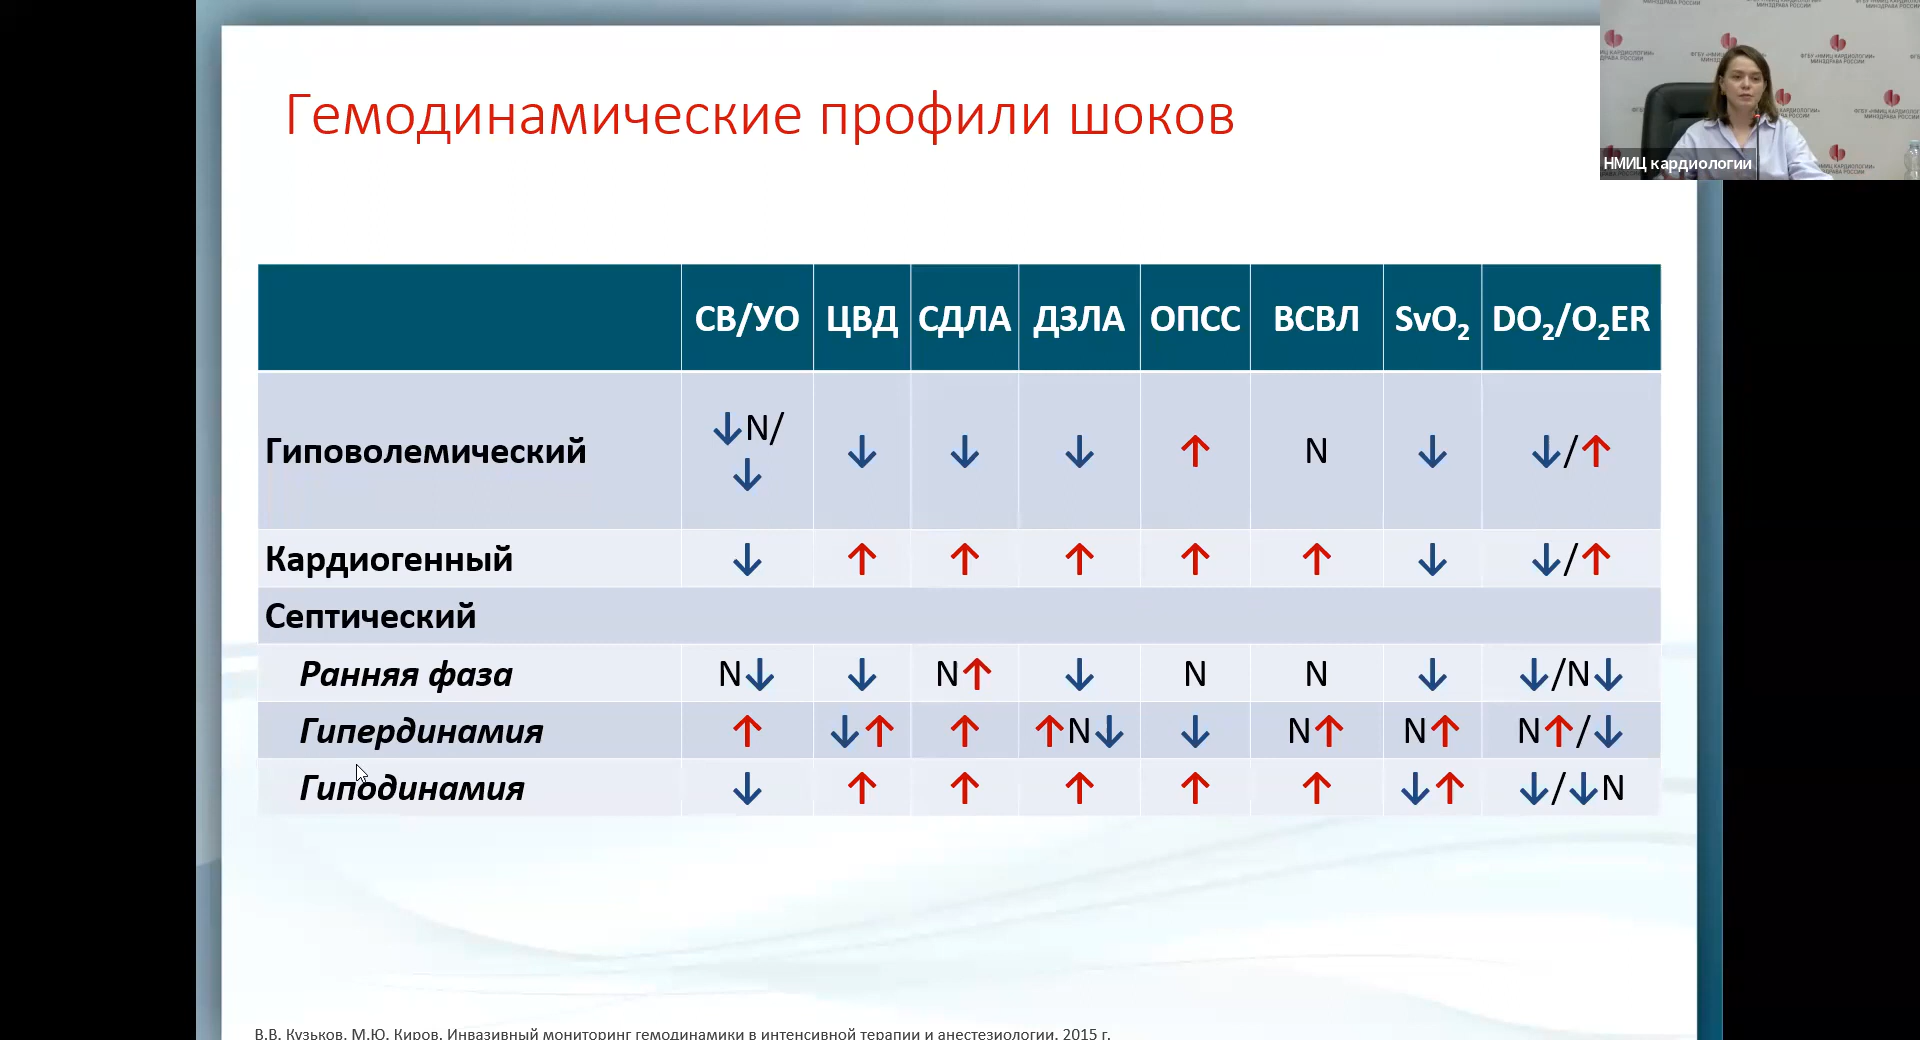 Гемодинамические профили шоков
НМИЦ кардиологии
СВ/УО ЦВД СДЛА ДЗЛА ОПСС ВСВЛ SvO₂ DO₂/O₂ER
Гиповолемический ↓N/↓ ↓ ↓ ↓ ↑ N ↓ ↓/↑
Кардиогенный ↓ ↑ ↑ ↑ ↑ ↑ ↓ ↓/↑
Септический
Ранняя фаза N↓ ↓ N↑ ↓ N N ↓ ↓/N↓
Гипердинамия ↑ ↓↑ ↑ ↑N↓ ↓ N↑ N↑ N↑/↓
Гиподинамия ↓ ↑ ↑ ↑ ↑ ↑ ↓↑ ↓/↓N
В.В. Кузьков, М.Ю. Киров. Инвазивный мониторинг гемодинамики в интенсивной терапии и анестезиологии. 2015 г.